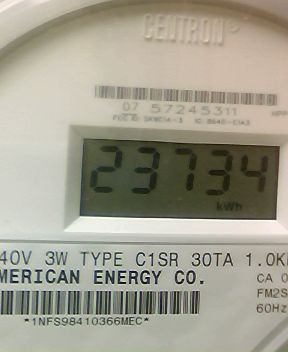 CENTRON®
07 57245311
23734
kWh
40V 3W TYPE C1SR 30TA 1.0K
MERICAN ENERGY CO.
CA 0
FM2S
60Hz
*1NFS98410366MEC*